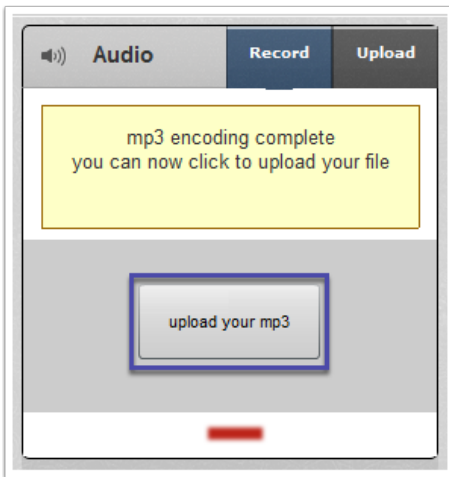 Audio Record Upload
mp3 encoding complete
you can now click to upload your file
upload your mp3